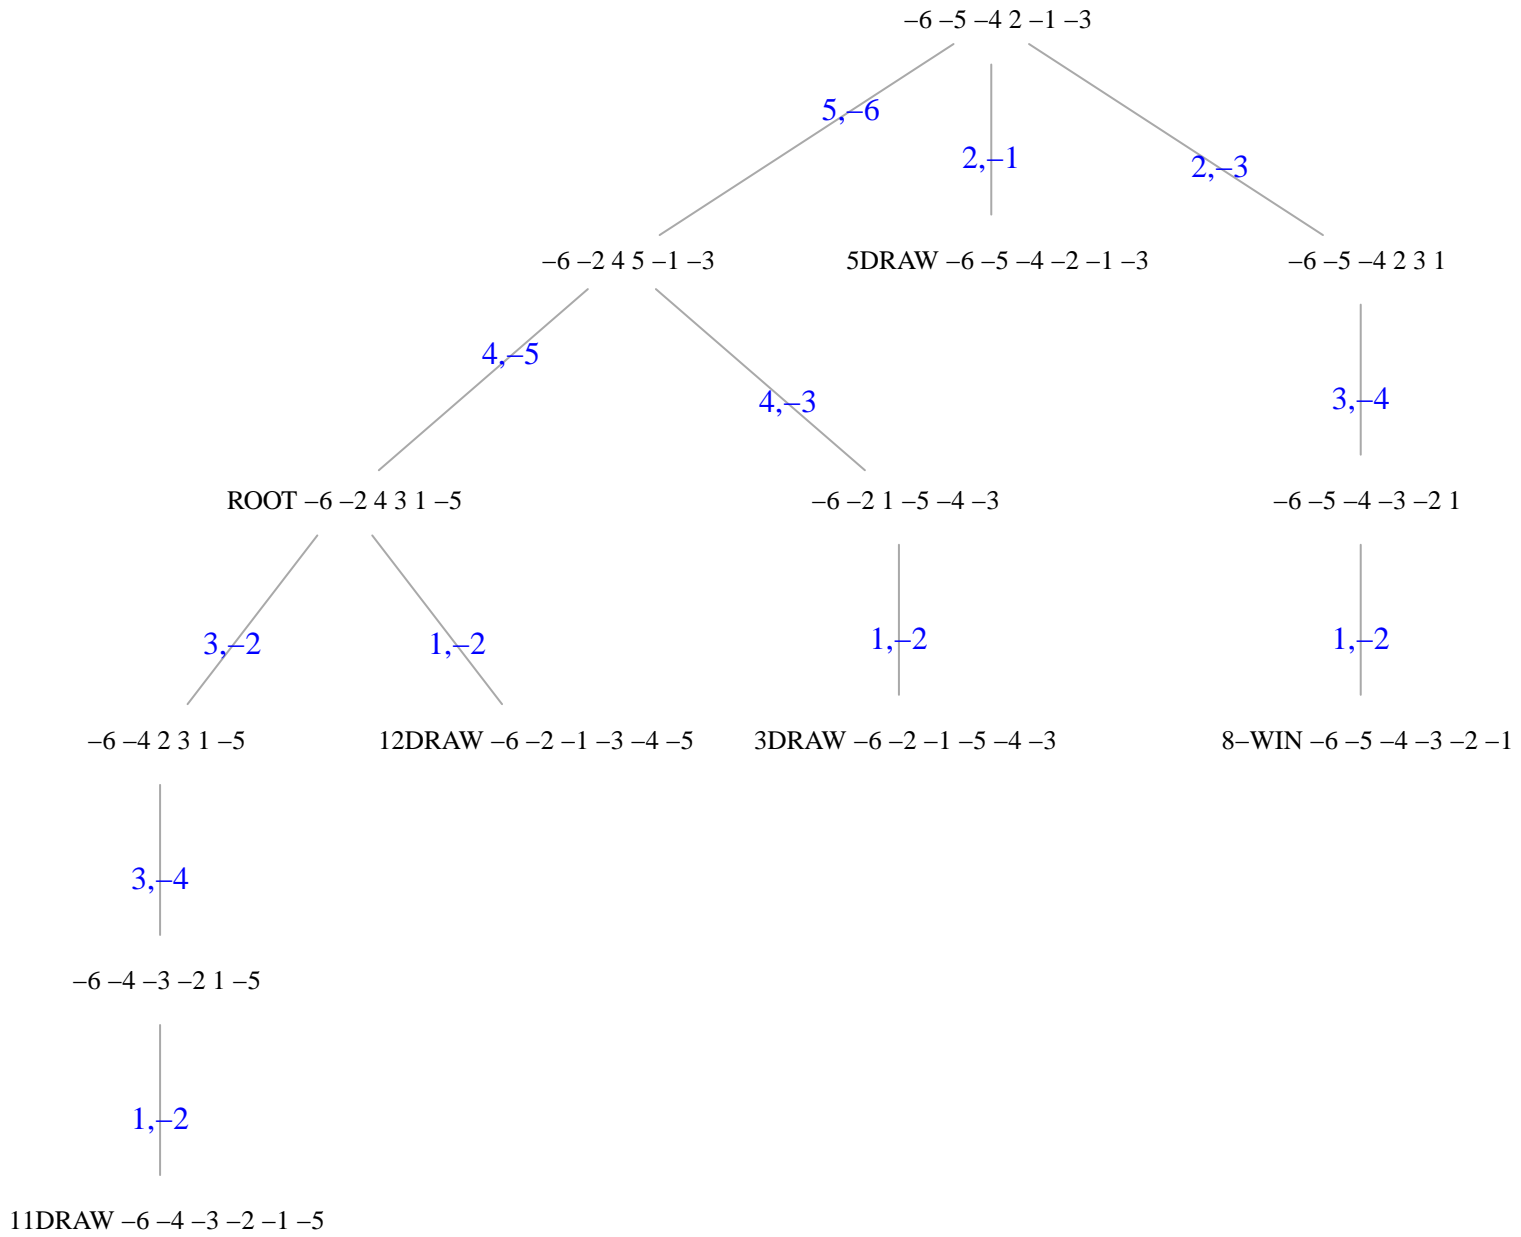 –6 –5 –4 2 –1 –3
5,–6
2,–1
2,–3
–6 –2 4 5 –1 –3
5DRAW –6 –5 –4 –2 –1 –3
–6 –5 –4 2 3 1
4,–5
4,–3
3,–4
ROOT –6 –2 4 3 1 –5
–6 –2 1 –5 –4 –3
–6 –5 –4 –3 –2 1
3,–2
1,–2
1,–2
1,–2
–6 –4 2 3 1 –5
12DRAW –6 –2 –1 –3 –4 –5
3DRAW –6 –2 –1 –5 –4 –3
8–WIN –6 –5 –4 –3 –2 –1
3,–4
–6 –4 –3 –2 1 –5
1,–2
11DRAW –6 –4 –3 –2 –1 –5